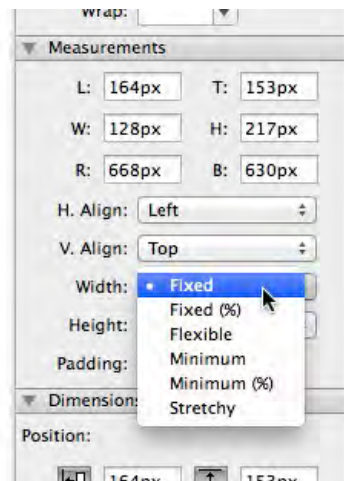 Wrap:
Measurements
L: 164px T: 153px
W: 128px H: 217px
R: 668px B: 630px
H. Align: Left
V. Align: Top
Width: • Fixed
Fixed (%)
Height: Flexible
Minimum
Padding: Minimum (%)
Dimension
Stretchy
Position:
164px 153px